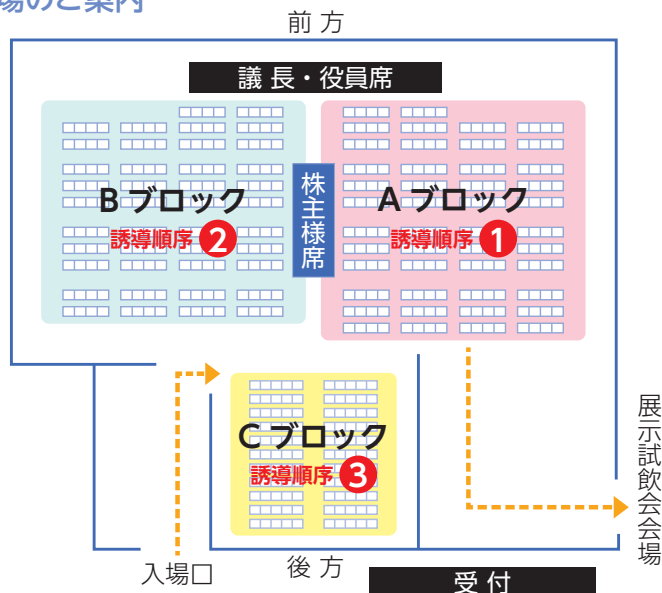 場のご案内
前方
議長・役員席
株主様席
Bブロック
誘導順序 2
Aブロック
誘導順序 1
Cブロック
誘導順序 3
展示試飲会会場
入場口
後方
受付